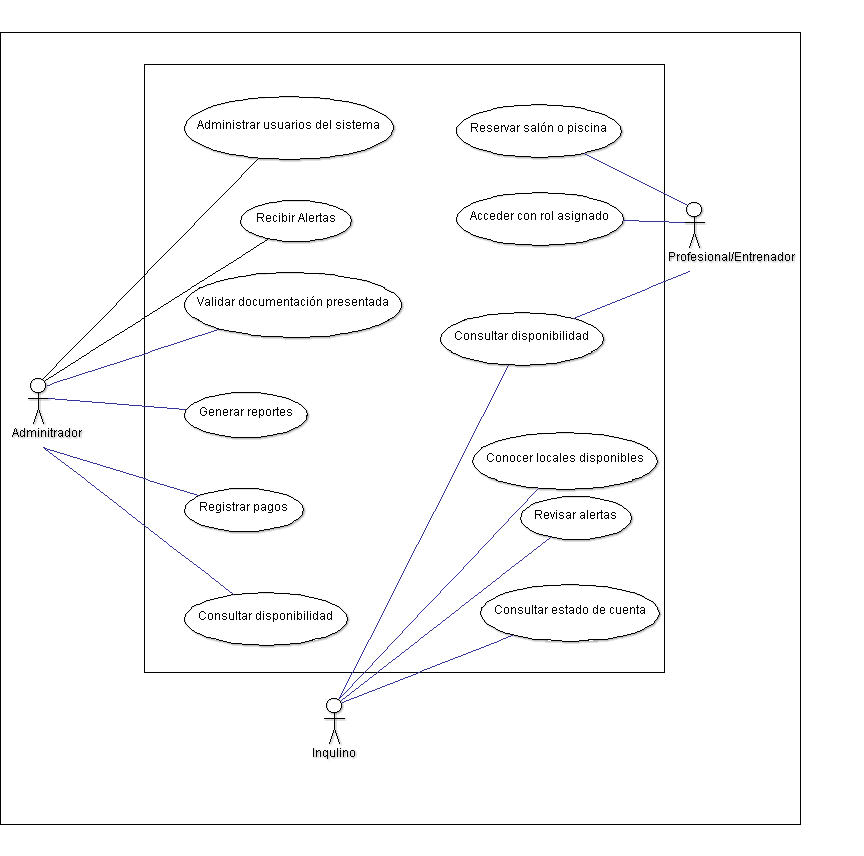 Administrar usuarios del sistema
Reservar salón o piscina
Recibir Alertas
Acceder con rol asignado
Profesional/Entrenador
Validar documentación presentada
Consultar disponibilidad
Generar reportes
Adminitrador
Conocer locales disponibles
Registrar pagos
Revisar alertas
Consultar disponibilidad
Consultar estado de cuenta
Inqulino